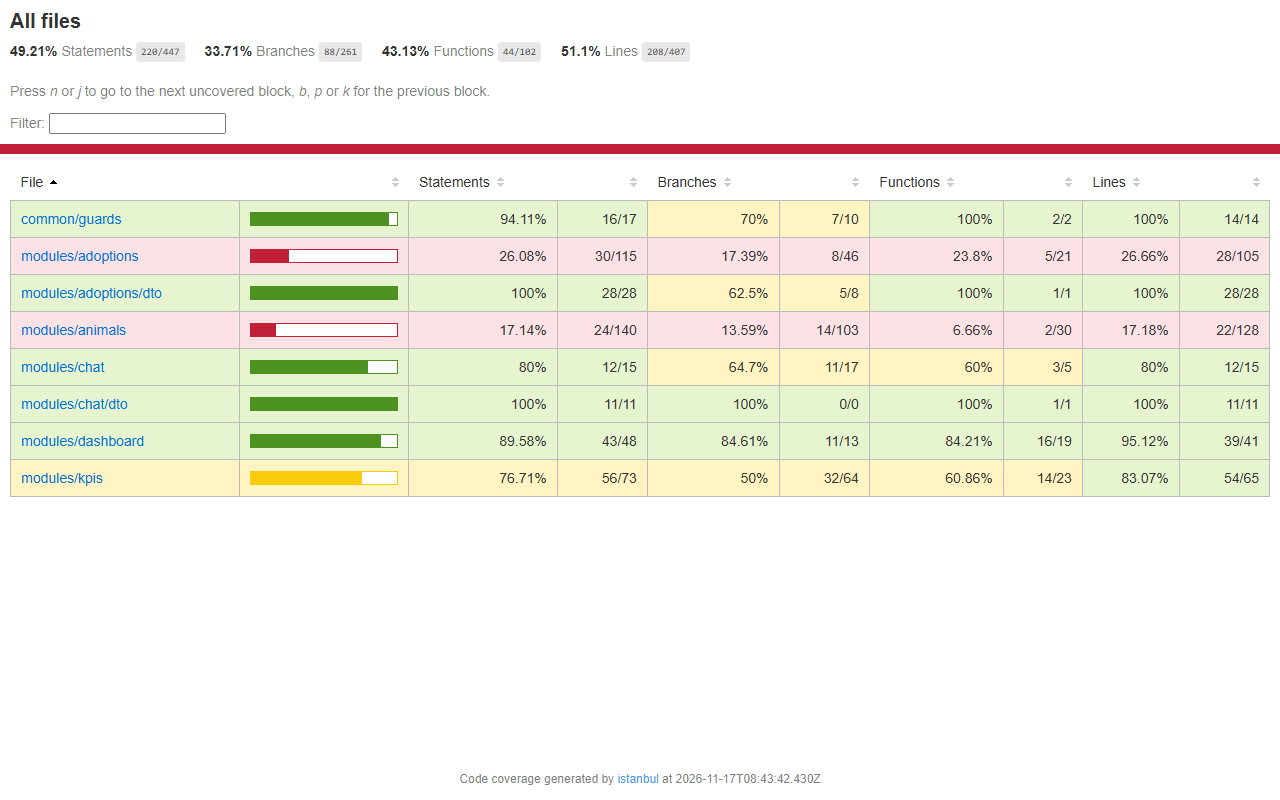 All files
49.21% Statements 220/447 33.71% Branches 88/261 43.13% Functions 44/102 51.1% Lines 208/407
Press n or j to go to the next uncovered block, b, p or k for the previous block.
Filter:
File Statements Branches Functions Lines
common/guards 94.11% 16/17 70% 7/10 100% 2/2 100% 14/14
modules/adoptions 26.08% 30/115 17.39% 8/46 23.8% 5/21 26.66% 28/105
modules/adoptions/dto 100% 28/28 62.5% 5/8 100% 1/1 100% 28/28
modules/animals 17.14% 24/140 13.59% 14/103 6.66% 2/30 17.18% 22/128
modules/chat 80% 12/15 64.7% 11/17 60% 3/5 80% 12/15
modules/chat/dto 100% 11/11 100% 0/0 100% 1/1 100% 11/11
modules/dashboard 89.58% 43/48 84.61% 11/13 84.21% 16/19 95.12% 39/41
modules/kpis 76.71% 56/73 50% 32/64 60.86% 14/23 83.07% 54/65
Code coverage generated by istanbul at 2026-11-17T08:43:42.430Z